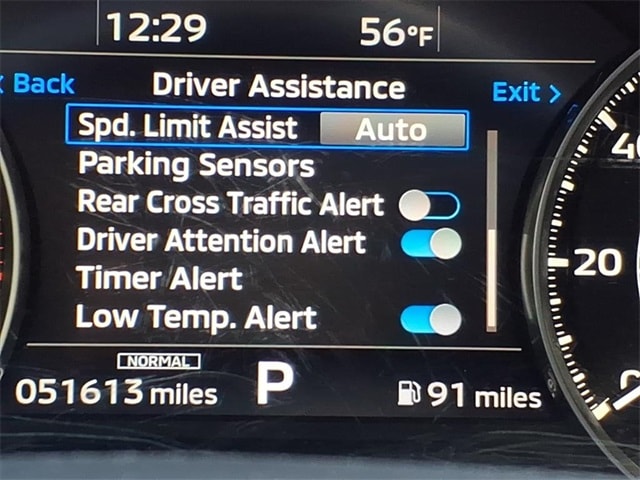 12:29 56°F
< Back Driver Assistance Exit >
Spd. Limit Assist Auto
Parking Sensors
Rear Cross Traffic Alert
Driver Attention Alert
Timer Alert
Low Temp. Alert
NORMAL
051613 miles P 91 miles
40
20
0